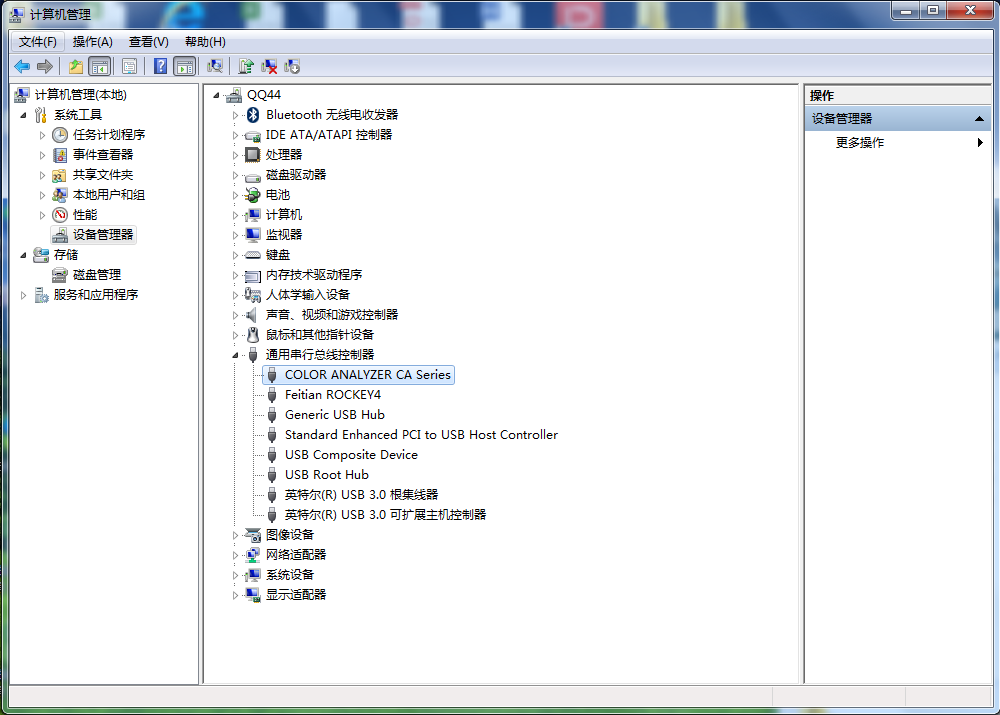 计算机管理
文件(F) 操作(A) 查看(V) 帮助(H)
计算机管理(本地)
系统工具
任务计划程序
事件查看器
共享文件夹
本地用户和组
性能
设备管理器
存储
磁盘管理
服务和应用程序
QQ44
Bluetooth 无线电收发器
IDE ATA/ATAPI 控制器
处理器
磁盘驱动器
电池
计算机
监视器
键盘
内存技术驱动程序
人体学输入设备
声音、视频和游戏控制器
鼠标和其他指针设备
通用串行总线控制器
COLOR ANALYZER CA Series
Feitian ROCKEY4
Generic USB Hub
Standard Enhanced PCI to USB Host Controller
USB Composite Device
USB Root Hub
英特尔(R) USB 3.0 根集线器
英特尔(R) USB 3.0 可扩展主机控制器
图像设备
网络适配器
系统设备
显示适配器
操作
设备管理器
更多操作